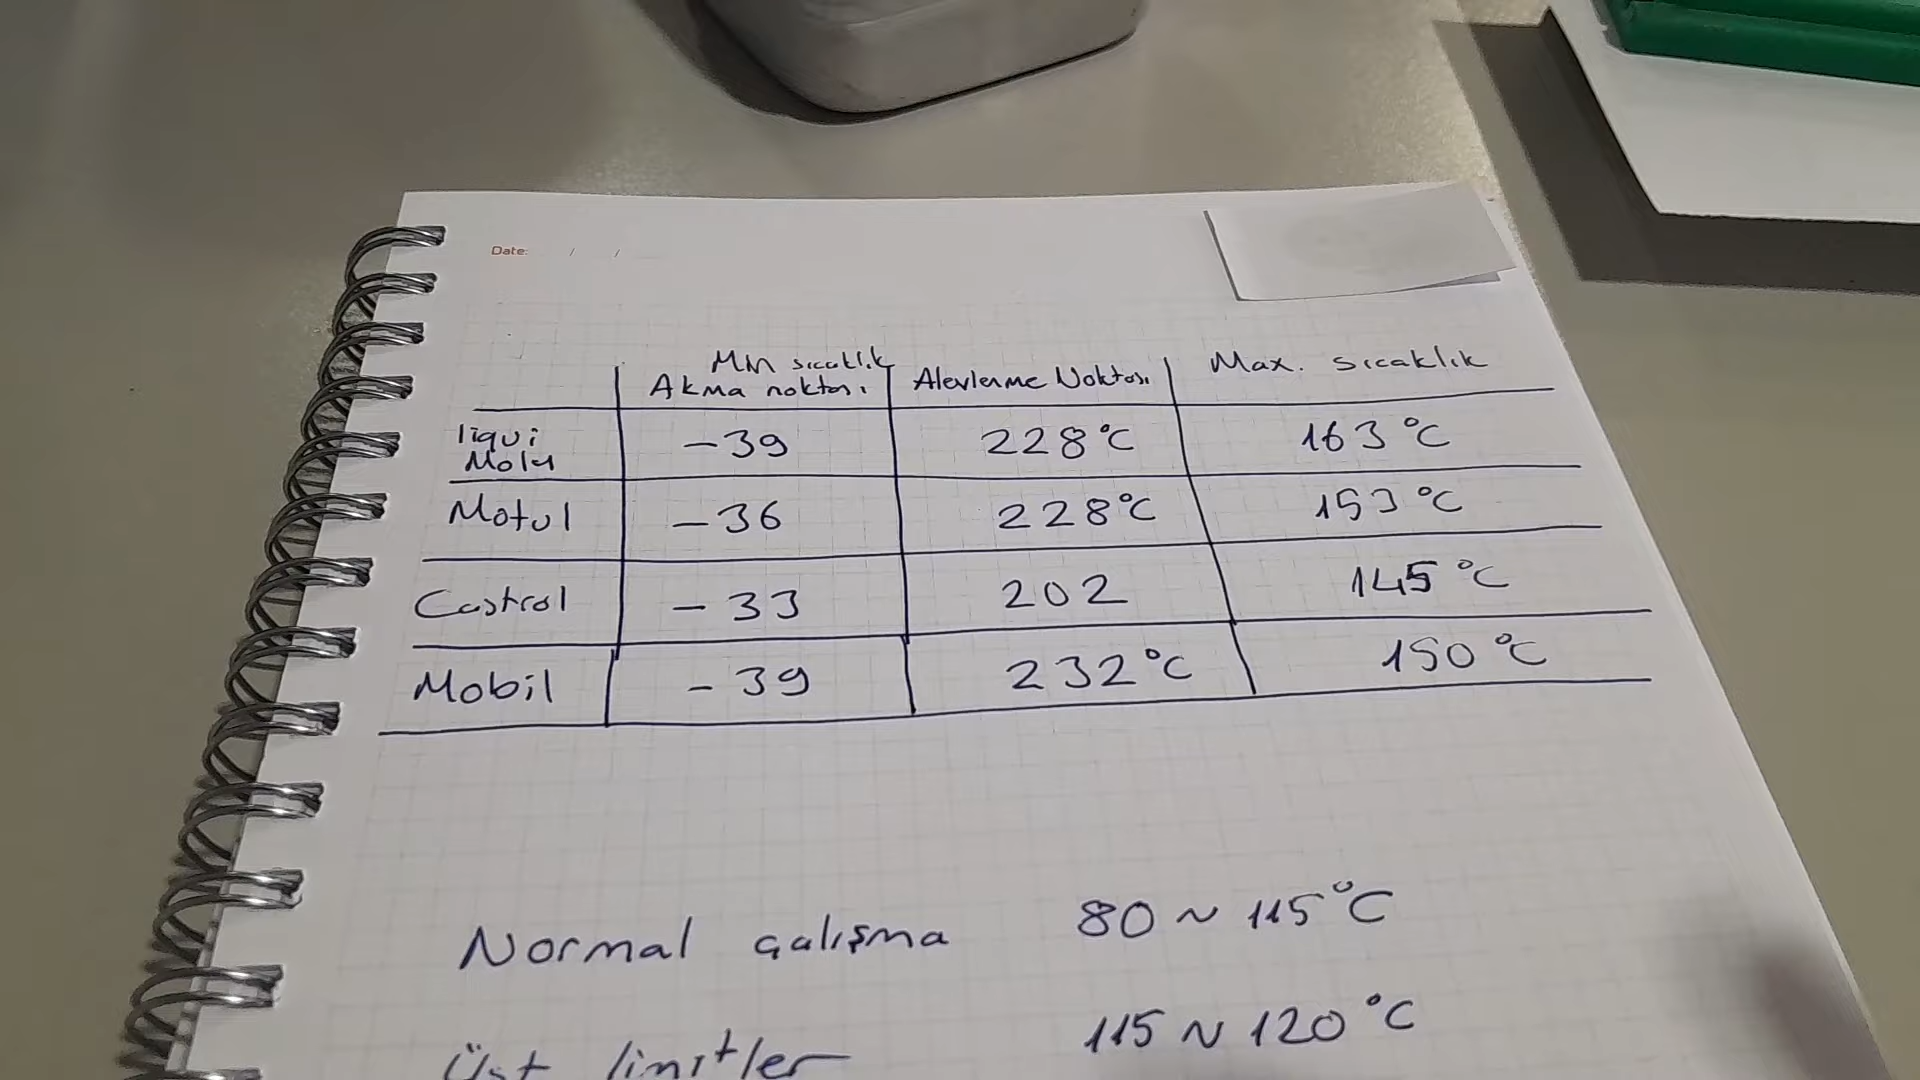 Date: / /
Min sıcaklık
Akma noktası Alevlenme Noktası Max. sıcaklık
liqui
Moly -39 228°C 163°C
Motul -36 228°C 153°C
Castrol -33 202 145°C
Mobil -39 232°C 150°C
Normal çalışma 80 ~ 115°C
Üst limitler 115 ~ 120°C